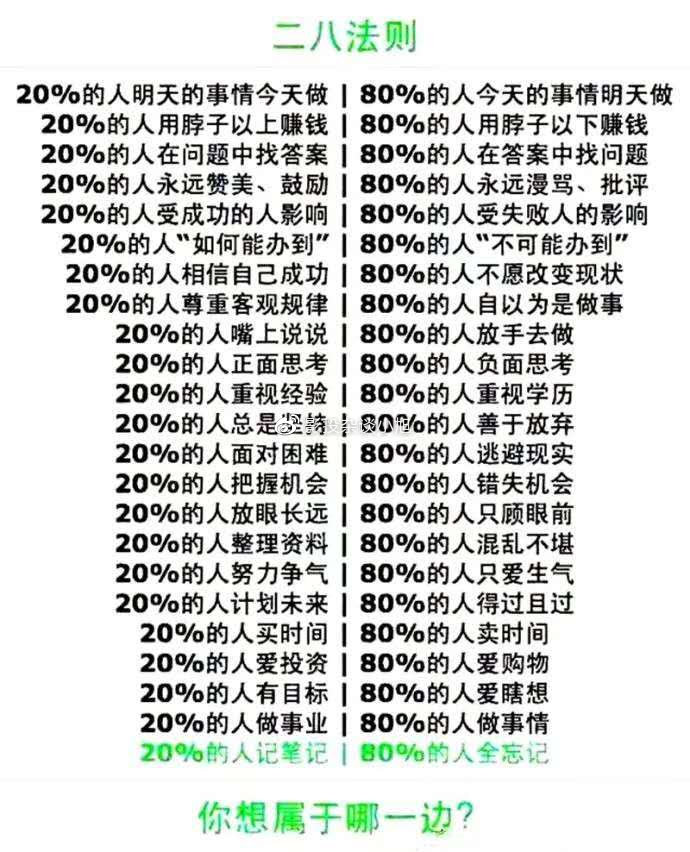 二八法则
20%的人明天的事情今天做 | 80%的人今天的事情明天做
20%的人用脖子以上赚钱 | 80%的人用脖子以下赚钱
20%的人在问题中找答案 | 80%的人在答案中找问题
20%的人永远赞美、鼓励 | 80%的人永远漫骂、批评
20%的人受成功的人影响 | 80%的人受失败人的影响
20%的人“如何能办到” | 80%的人“不可能办到”
20%的人相信自己成功 | 80%的人不愿改变现状
20%的人尊重客观规律 | 80%的人自以为是做事
20%的人嘴上说说 | 80%的人放手去做
20%的人正面思考 | 80%的人负面思考
20%的人重视经验 | 80%的人重视学历
20%的人总是 | 80%的人善于放弃
20%的人面对困难 | 80%的人逃避现实
20%的人把握机会 | 80%的人错失机会
20%的人放眼长远 | 80%的人只顾眼前
20%的人整理资料 | 80%的人混乱不堪
20%的人努力争气 | 80%的人只爱生气
20%的人计划未来 | 80%的人得过且过
20%的人买时间 | 80%的人卖时间
20%的人爱投资 | 80%的人爱购物
20%的人有目标 | 80%的人爱瞎想
20%的人做事业 | 80%的人做事情
20%的人记笔记 | 80%的人全忘记
你想属于哪一边？